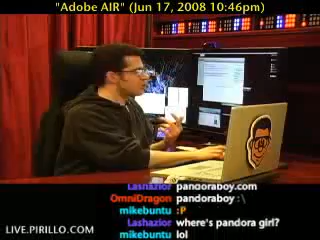 "Adobe AIR" (Jun 17, 2008 10:46pm)
Lashazior pandoraboy.com
OmniDragon pandoraboy :\
mikebuntu :P
Lashazior where's pandora girl?
mikebuntu lol
LIVE.PIRILLO.COM